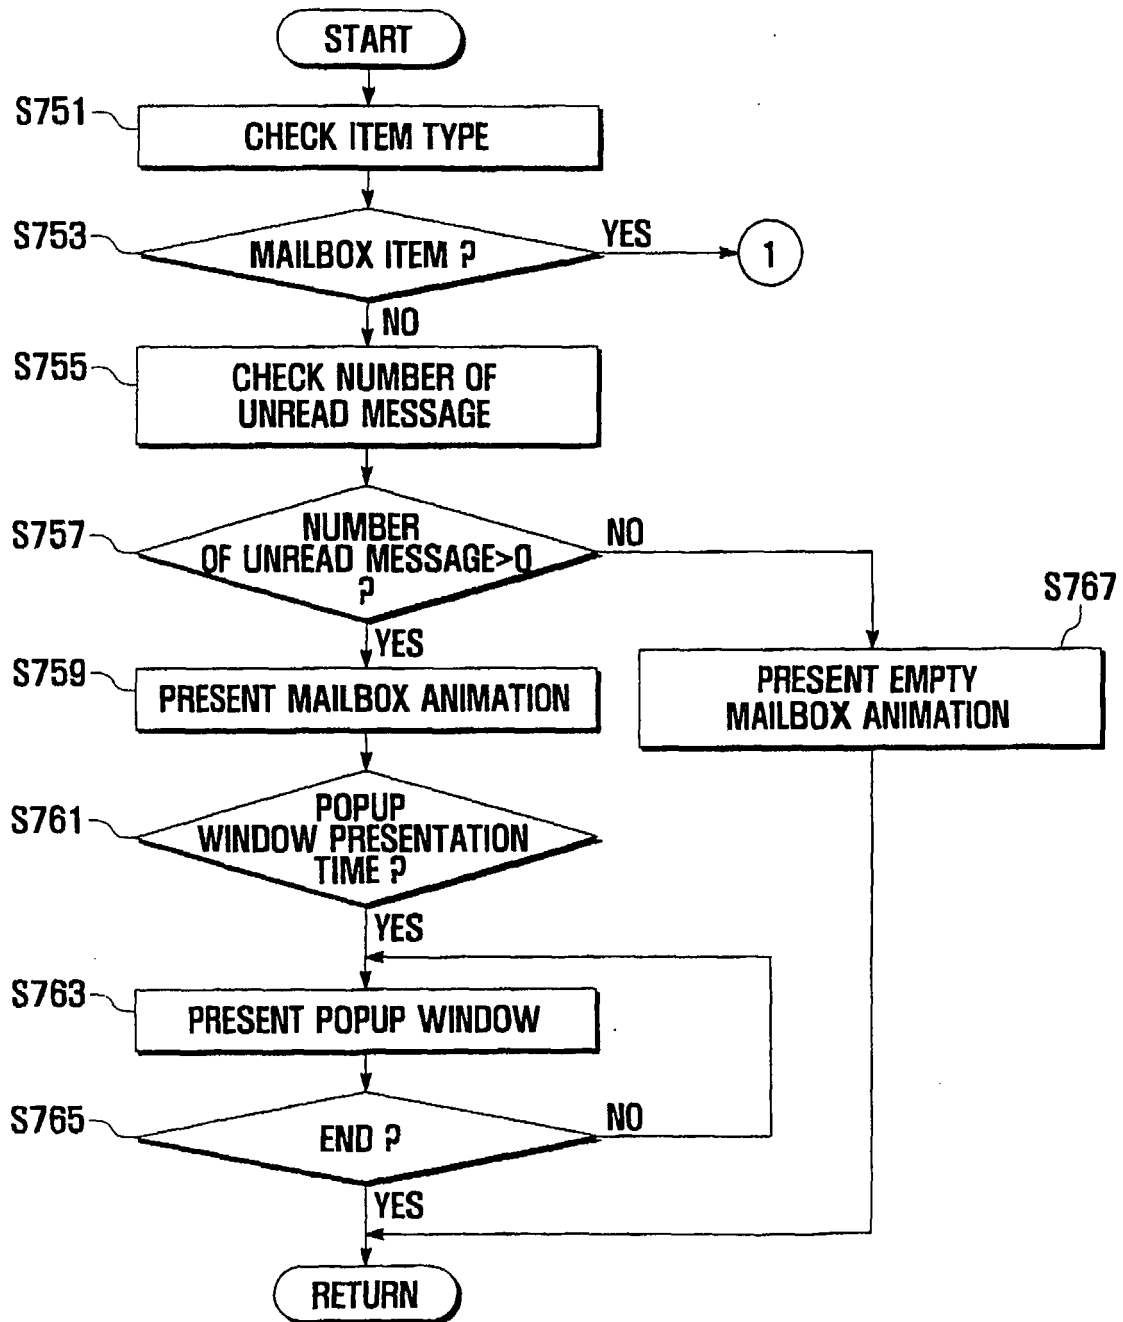 START
S751
CHECK ITEM TYPE
S753
MAILBOX ITEM ?
YES
1
NO
S755
CHECK NUMBER OF
UNREAD MESSAGE
S757
NUMBER
OF UNREAD MESSAGE>0
?
NO
YES
S767
PRESENT EMPTY
MAILBOX ANIMATION
S759
PRESENT MAILBOX ANIMATION
S761
POPUP
WINDOW PRESENTATION
TIME ?
YES
S763
PRESENT POPUP WINDOW
S765
END ?
NO
YES
RETURN